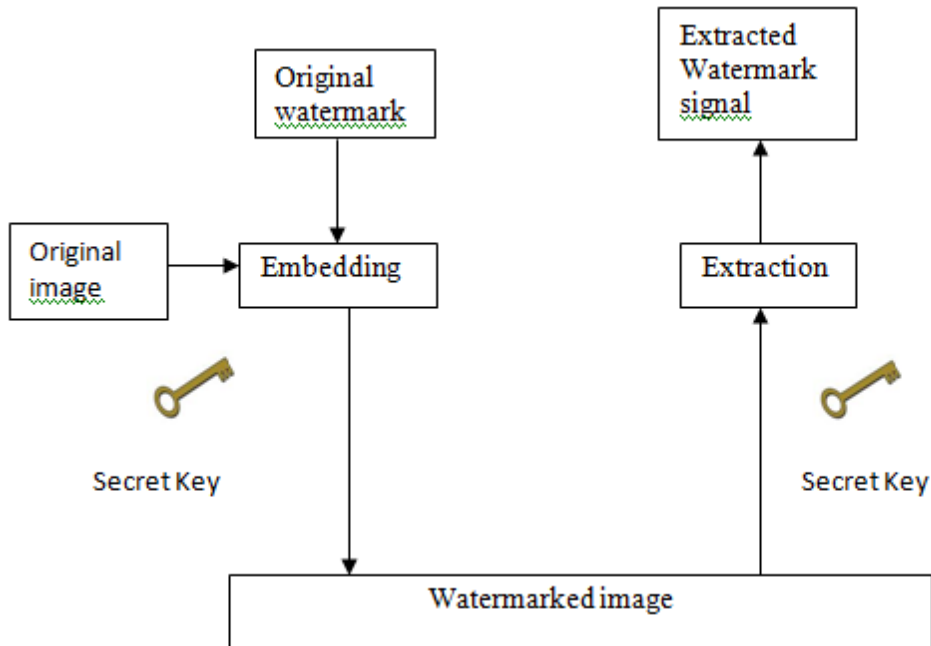 Original
watermark
Extracted
Watermark
signal
Original
image
Embedding
Extraction
Secret Key
Secret Key
Watermarked image